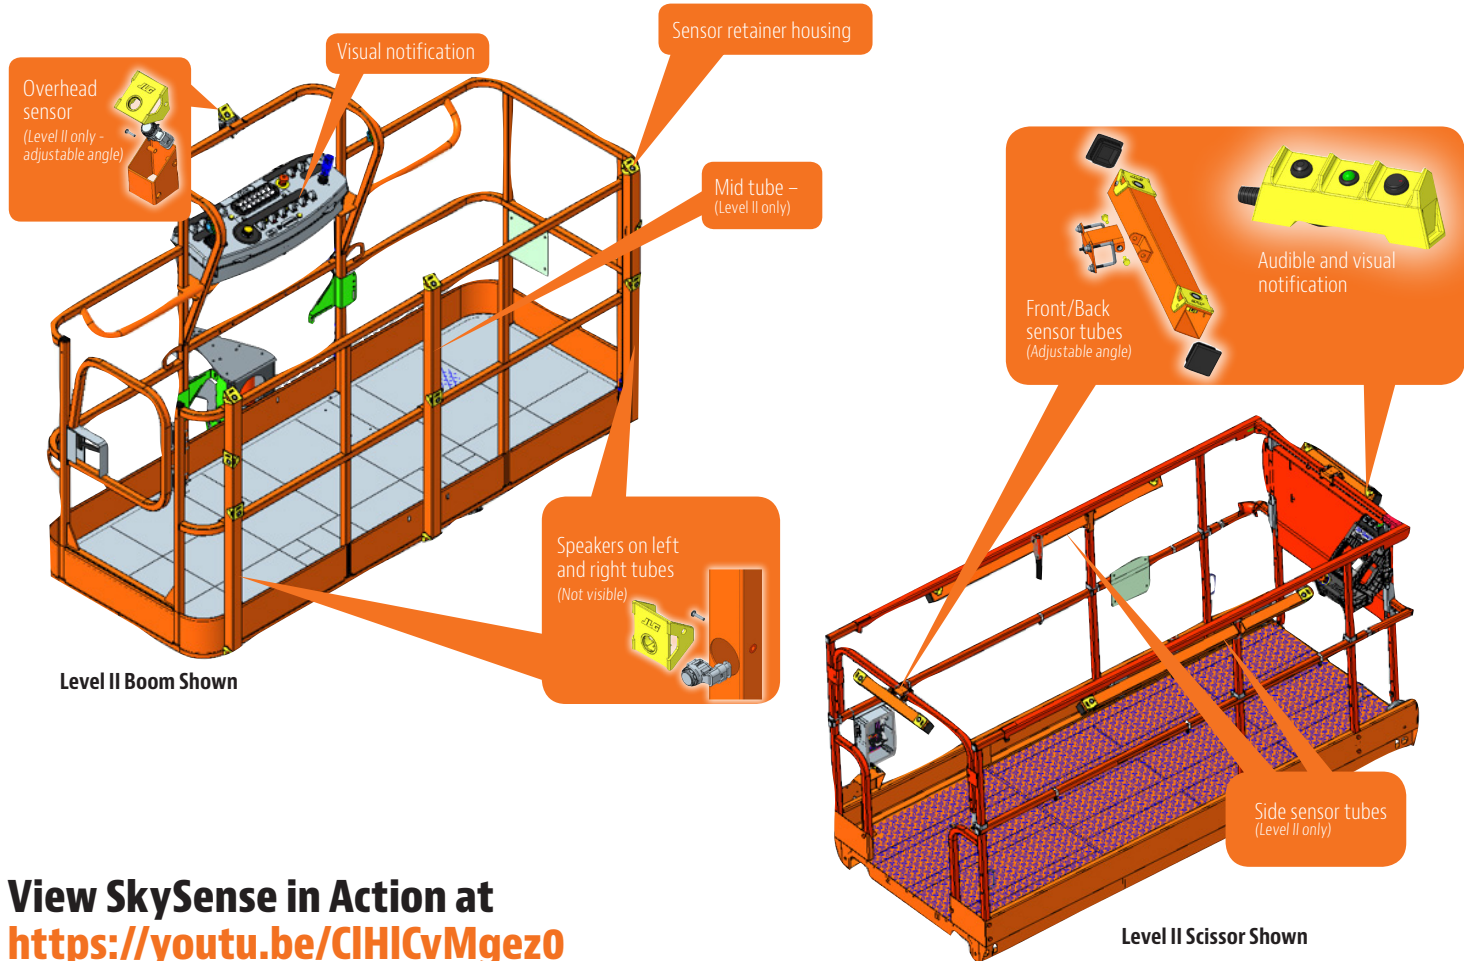 Sensor retainer housing
Visual notification
Overhead
sensor
(Level II only -
adjustable angle)
JLG
Mid tube –
(Level II only)
Audible and visual
notification
Front/Back
sensor tubes
(Adjustable angle)
Speakers on left
and right tubes
(Not visible)
JLG
Level II Boom Shown
Side sensor tubes
(Level II only)
Level II Scissor Shown
View SkySense in Action at
https://youtu.be/ClHlCvMgez0